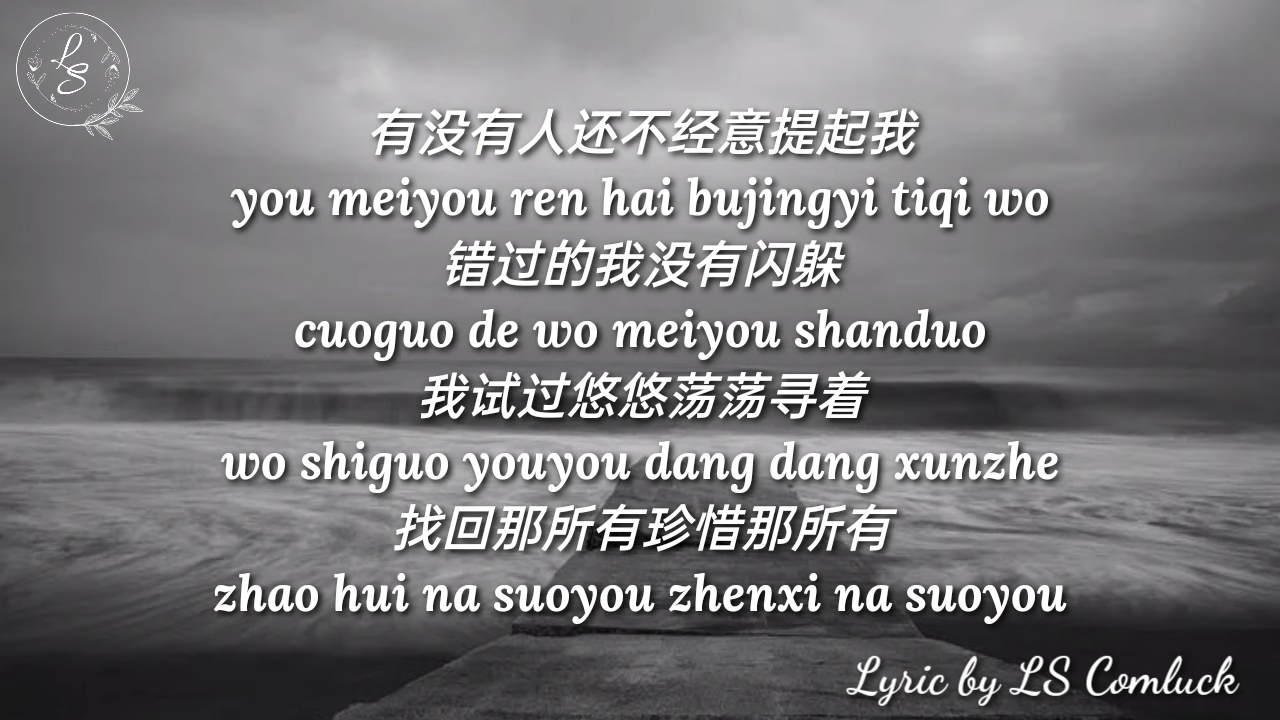 LS
有没有人还不经意提起我
you meiyou ren hai bujingyi tiqi wo
错过的我没有闪躲
cuoguo de wo meiyou shanduo
我试过悠悠荡荡寻着
wo shiguo youyou dang dang xunzhe
找回那所有珍惜那所有
zhao hui na suoyou zhenxi na suoyou
Lyric by LS Comluck